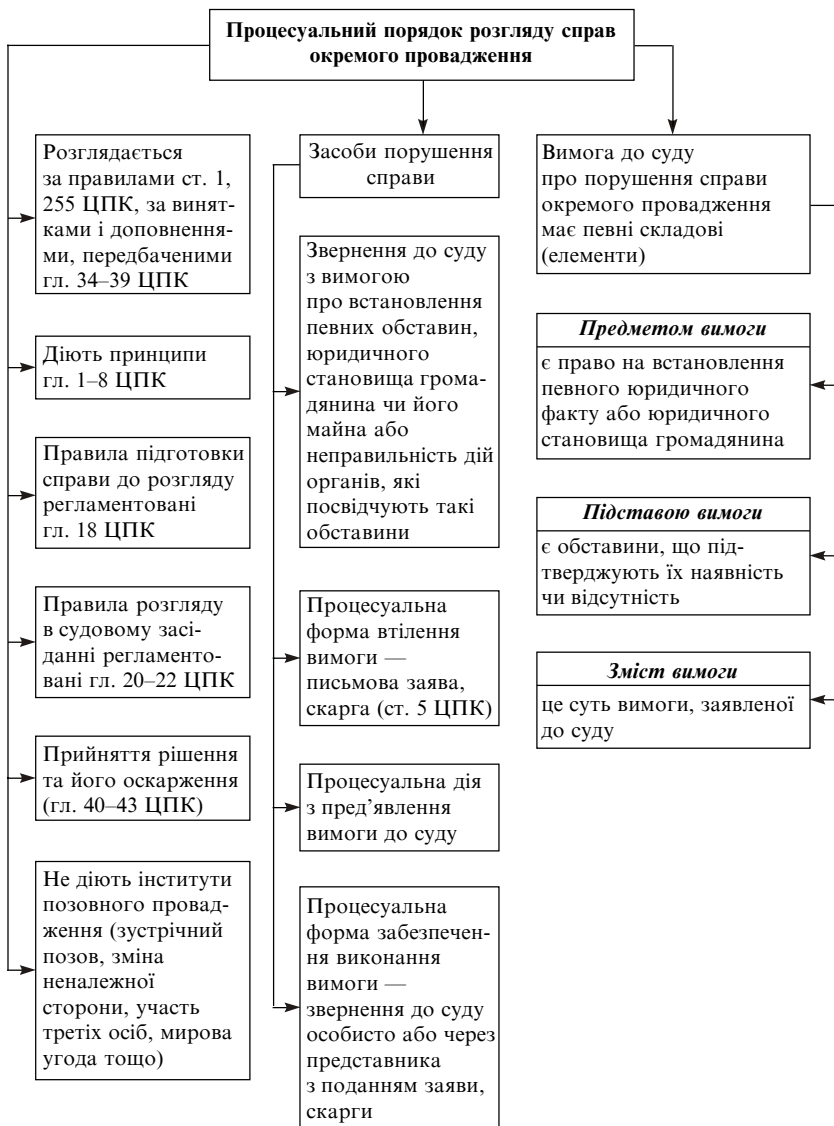 Процесуальний порядок розгляду справ
окремого провадження
Розглядається
за правилами ст. 1,
255 ЦПК, за винят-
ками і доповнення-
ми, передбаченими
гл. 34–39 ЦПК
Діють принципи
гл. 1–8 ЦПК
Правила підготовки
справи до розгляду
регламентовані
гл. 18 ЦПК
Правила розгляду
в судовому засі-
данні регламенто-
вані гл. 20–22 ЦПК
Прийняття рішення
та його оскарження
(гл. 40–43 ЦПК)
Не діють інститути
позовного провад-
ження (зустрічний
позов, зміна
неналежної
сторони, участь
третіх осіб, мирова
угода тощо)
Засоби порушення
справи
Звернення до суду
з вимогою
про встановлення
певних обставин,
юридичного
становища грома-
дянина чи його
майна або
неправильність дій
органів, які
посвідчують такі
обставини
Процесуальна
форма втілення
вимоги —
письмова заява,
скарга (ст. 5 ЦПК)
Процесуальна дія
з пред’явлення
вимоги до суду
Процесуальна
форма забезпечен-
ня виконання
вимоги —
звернення до суду
особисто або через
представника
з поданням заяви,
скарги
Вимога до суду
про порушення справи
окремого провадження
має певні складові
(елементи)
Предметом вимоги
є право на встановлення
певного юридичного
факту або юридичного
становища громадянина
Підставою вимоги
є обставини, що під-
тверджують їх наявність
чи відсутність
Зміст вимоги
це суть вимоги, заявленої
до суду